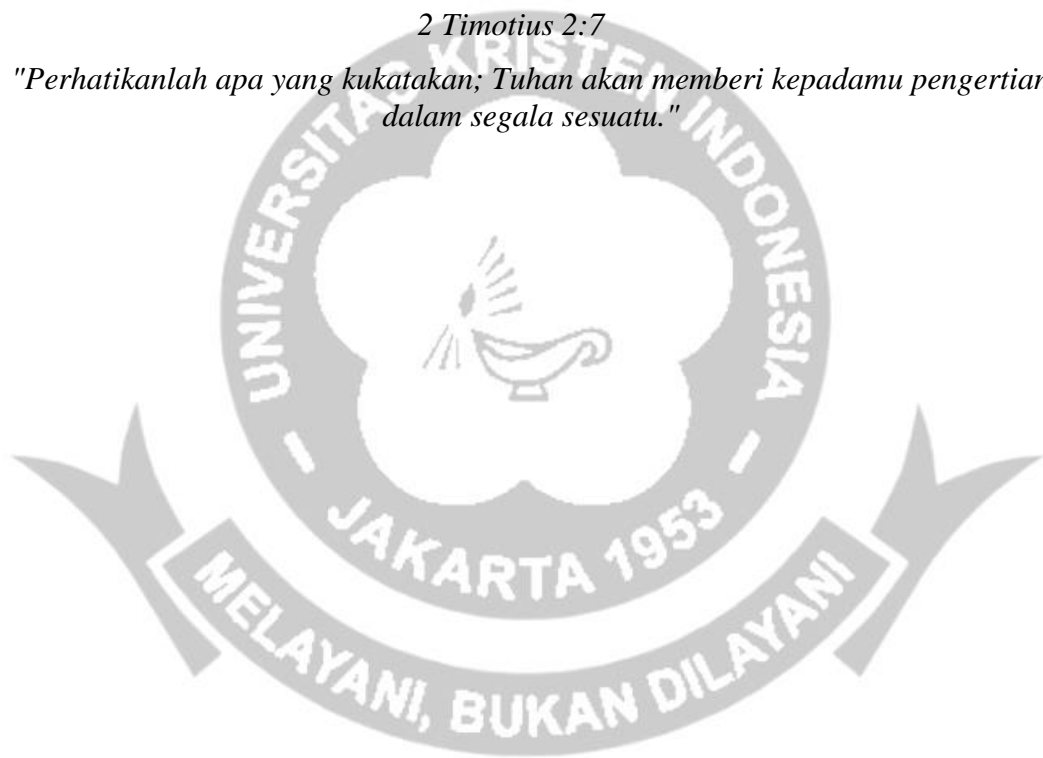 2 Timotius 2:7
"Perhatikanlah apa yang kukatakan; Tuhan akan memberi kepadamu pengertian
dalam segala sesuatu."
UNIVERSITAS KRISTEN INDONESIA
– JAKARTA 1953 –
MELAYANI, BUKAN DILAYANI